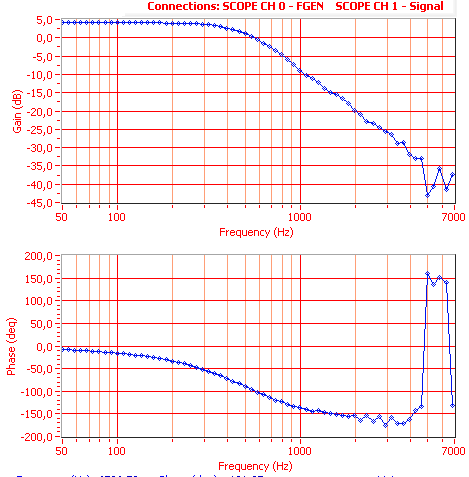 Connections: SCOPE CH 0 - FGEN SCOPE CH 1 - Signal
5,0
0,0
-5,0
-10,0
-15,0
-20,0
-25,0
-30,0
-35,0
-40,0
-45,0
Gain (dB)
50 100 1000 7000
Frequency (Hz)
200,0
150,0
100,0
50,0
0,0
-50,0
-100,0
-150,0
-200,0
Phase (deg)
50 100 1000 7000
Frequency (Hz)